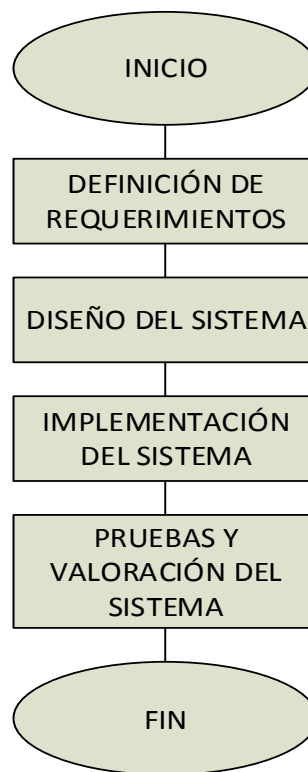 INICIO
DEFINICIÓN DE
REQUERIMIENTOS
DISEÑO DEL SISTEMA
IMPLEMENTACIÓN
DEL SISTEMA
PRUEBAS Y
VALORACIÓN DEL
SISTEMA
FIN